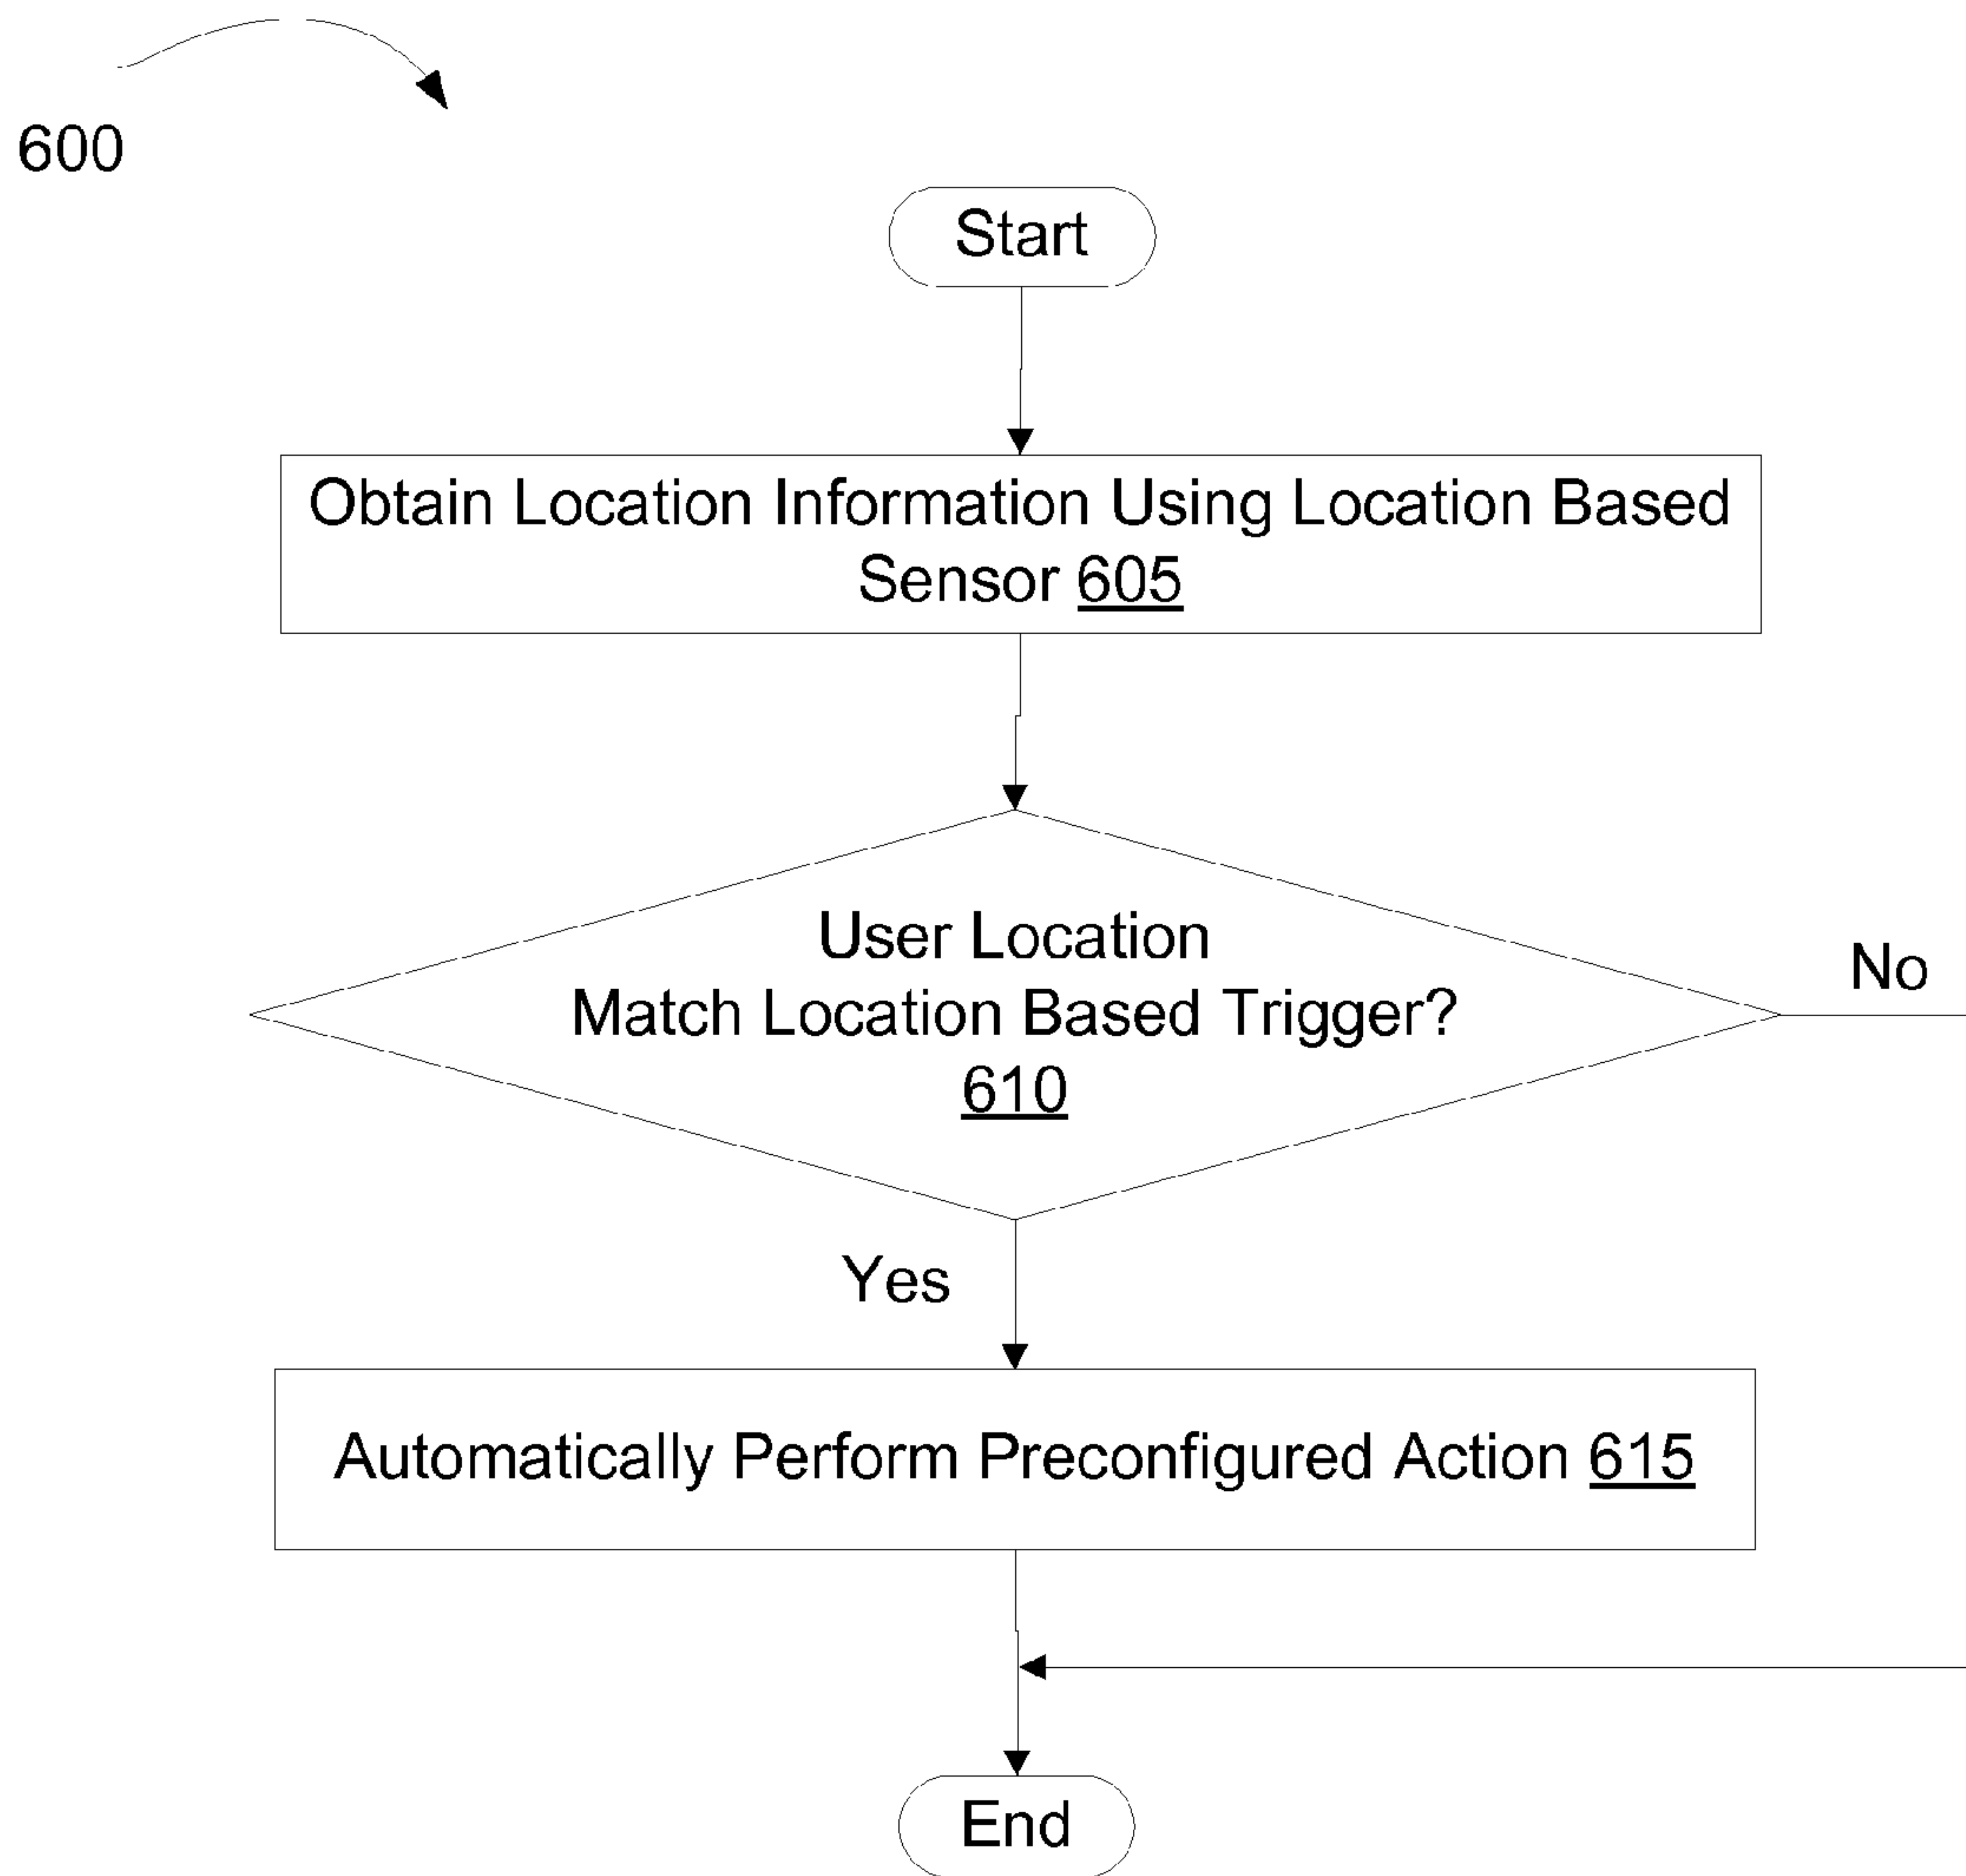 600
Start
Obtain Location Information Using Location Based
Sensor 605
User Location
Match Location Based Trigger?
610
No
Yes
Automatically Perform Preconfigured Action 615
End